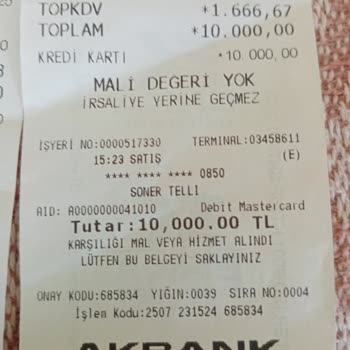 TOPKDV *1.666,67
TOPLAM *10.000,00
KREDİ KARTI *10.000,00
MALİ DEĞERİ YOK
İRSALİYE YERİNE GEÇMEZ
İŞYERİ NO:0000517330 TERMINAL:03458611
15:23 SATIŞ (E)
**** **** **** 0850
SONER TELLI
AID: A0000000041010 Debit Mastercard
Tutar:10,000.00 TL
KARŞILIĞI MAL VEYA HİZMET ALINDI
LÜTFEN BU BELGEYİ SAKLAYINIZ
ONAY KODU:685834 YIĞIN:0039 SIRA NO:0004
İşlem Kodu:2507 231524 685834
AKBANK